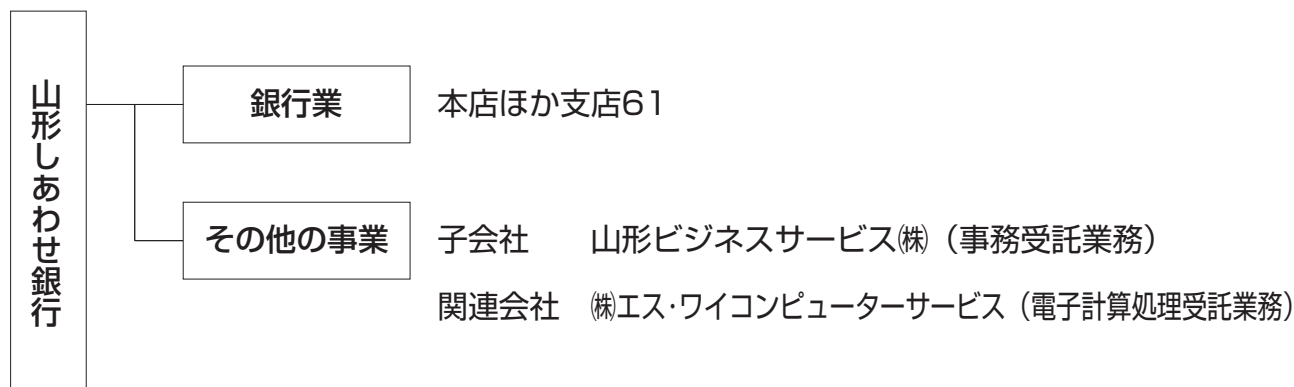 山形しあわせ銀行
銀行業
本店ほか支店61
その他の事業
子会社 山形ビジネスサービス㈱（事務受託業務）
関連会社 ㈱エス・ワイコンピューターサービス（電子計算処理受託業務）